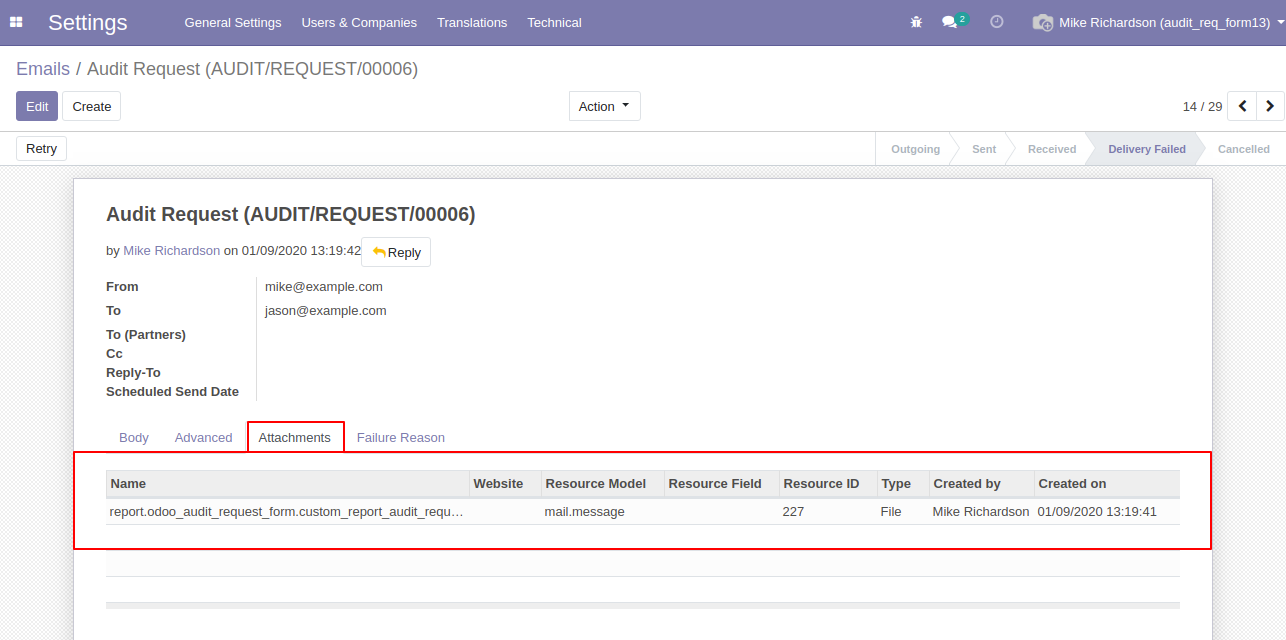 Settings General Settings Users & Companies Translations Technical 2 Mike Richardson (audit_req_form13)
Emails / Audit Request (AUDIT/REQUEST/00006)
Edit Create Action 14 / 29
Retry Outgoing Sent Received Delivery Failed Cancelled
Audit Request (AUDIT/REQUEST/00006)
by Mike Richardson on 01/09/2020 13:19:42 Reply
From mike@example.com
To jason@example.com
To (Partners)
Cc
Reply-To
Scheduled Send Date
Body Advanced Attachments Failure Reason
Name Website Resource Model Resource Field Resource ID Type Created by Created on
report.odoo_audit_request_form.custom_report_audit_requ… mail.message 227 File Mike Richardson 01/09/2020 13:19:41